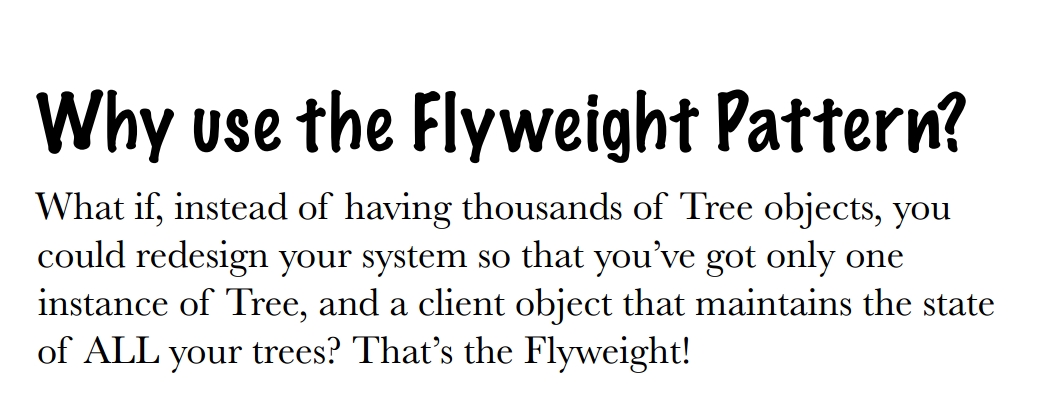 Why use the Flyweight Pattern?
What if, instead of having thousands of Tree objects, you
could redesign your system so that you’ve got only one
instance of Tree, and a client object that maintains the state
of ALL your trees? That’s the Flyweight!